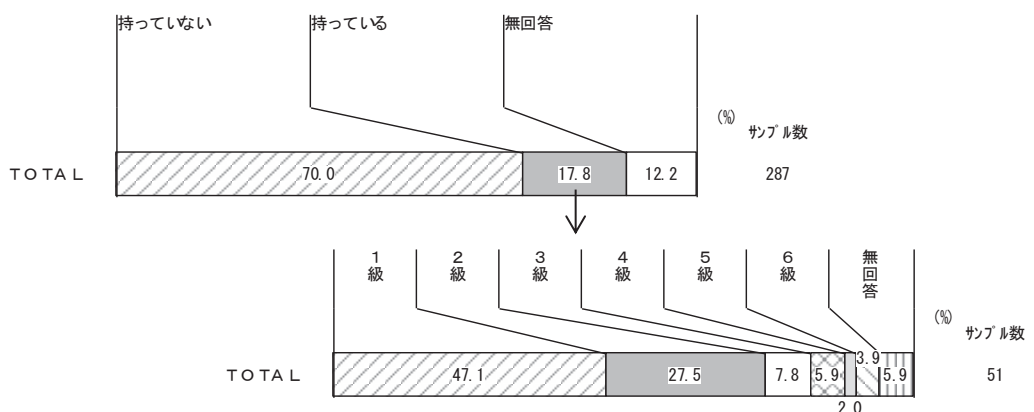 持っていない 持っている 無回答
(%) サンプル数
TOTAL 70.0 17.8 12.2 287
1級 2級 3級 4級 5級 6級 無回答
(%) サンプル数
TOTAL 47.1 27.5 7.8 5.9 2.0 3.9 5.9 51